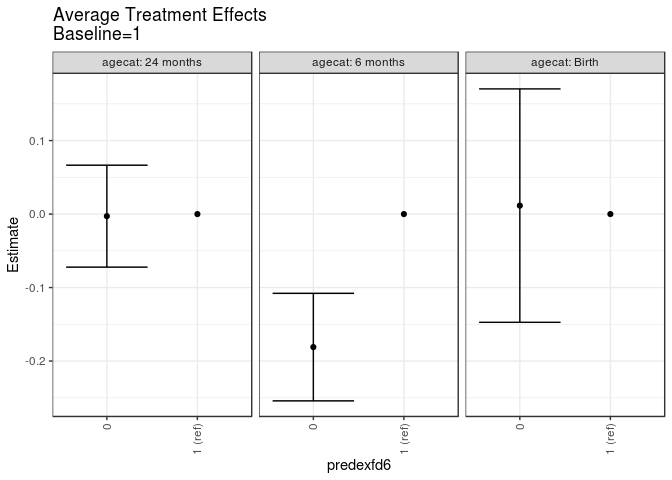 Average Treatment Effects
Baseline=1
agecat: 24 months
agecat: 6 months
agecat: Birth
Estimate
0.1
0.0
-0.1
-0.2
0
1 (ref)
0
1 (ref)
0
1 (ref)
predexfd6